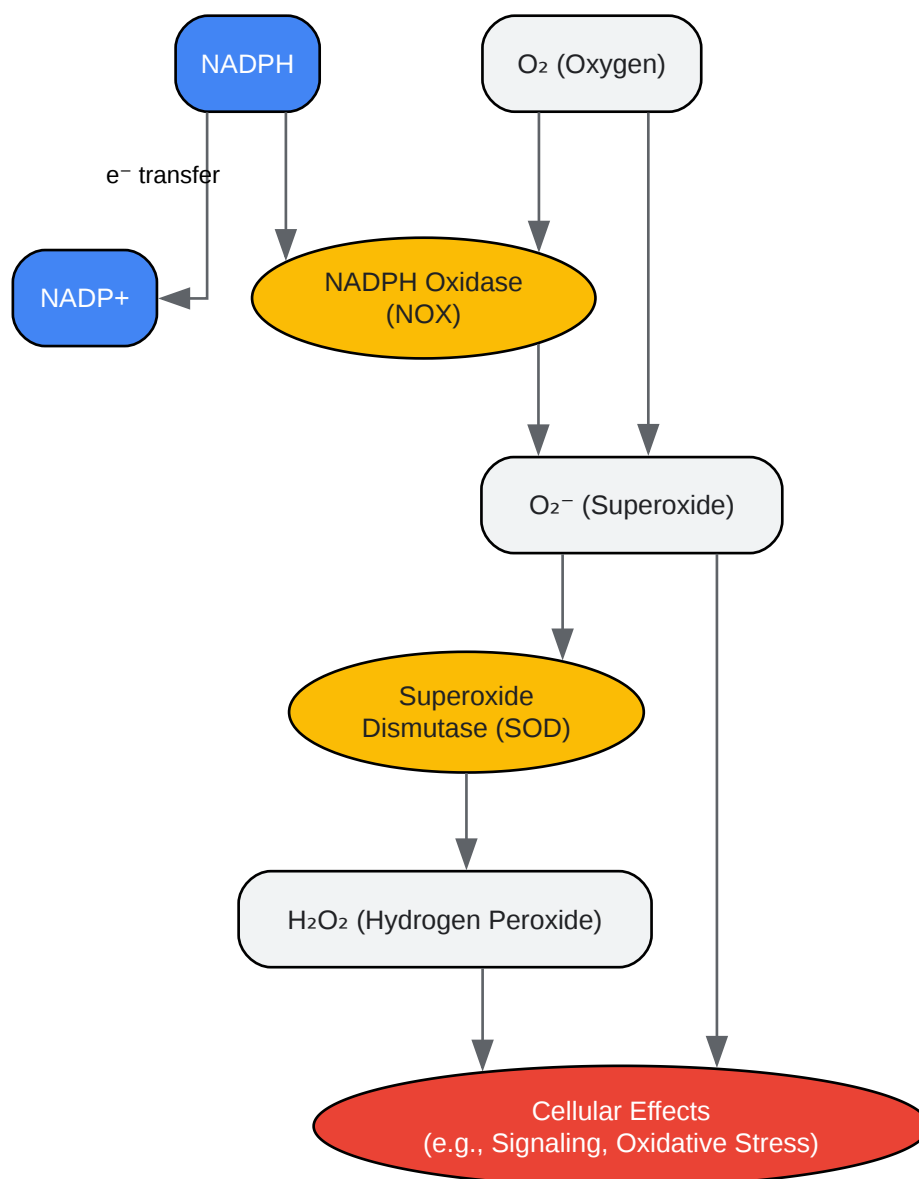 NADPH
O₂ (Oxygen)
e⁻ transfer
NADP+
NADPH Oxidase
(NOX)
O₂⁻ (Superoxide)
Superoxide
Dismutase (SOD)
H₂O₂ (Hydrogen Peroxide)
Cellular Effects
(e.g., Signaling, Oxidative Stress)